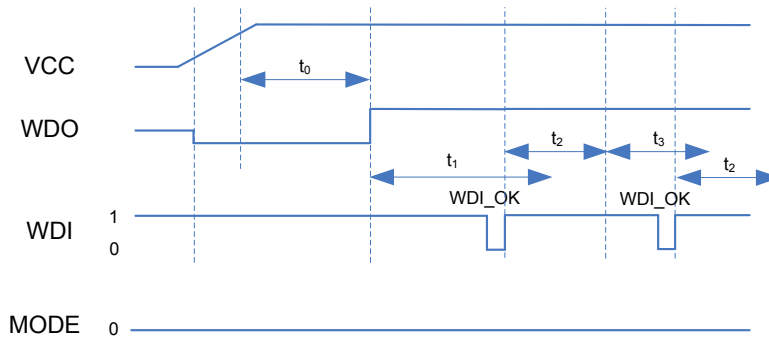 VCC
t0
WDO
t1
t2
t3
t2
WDI_OK
WDI_OK
WDI
1
0
MODE
0